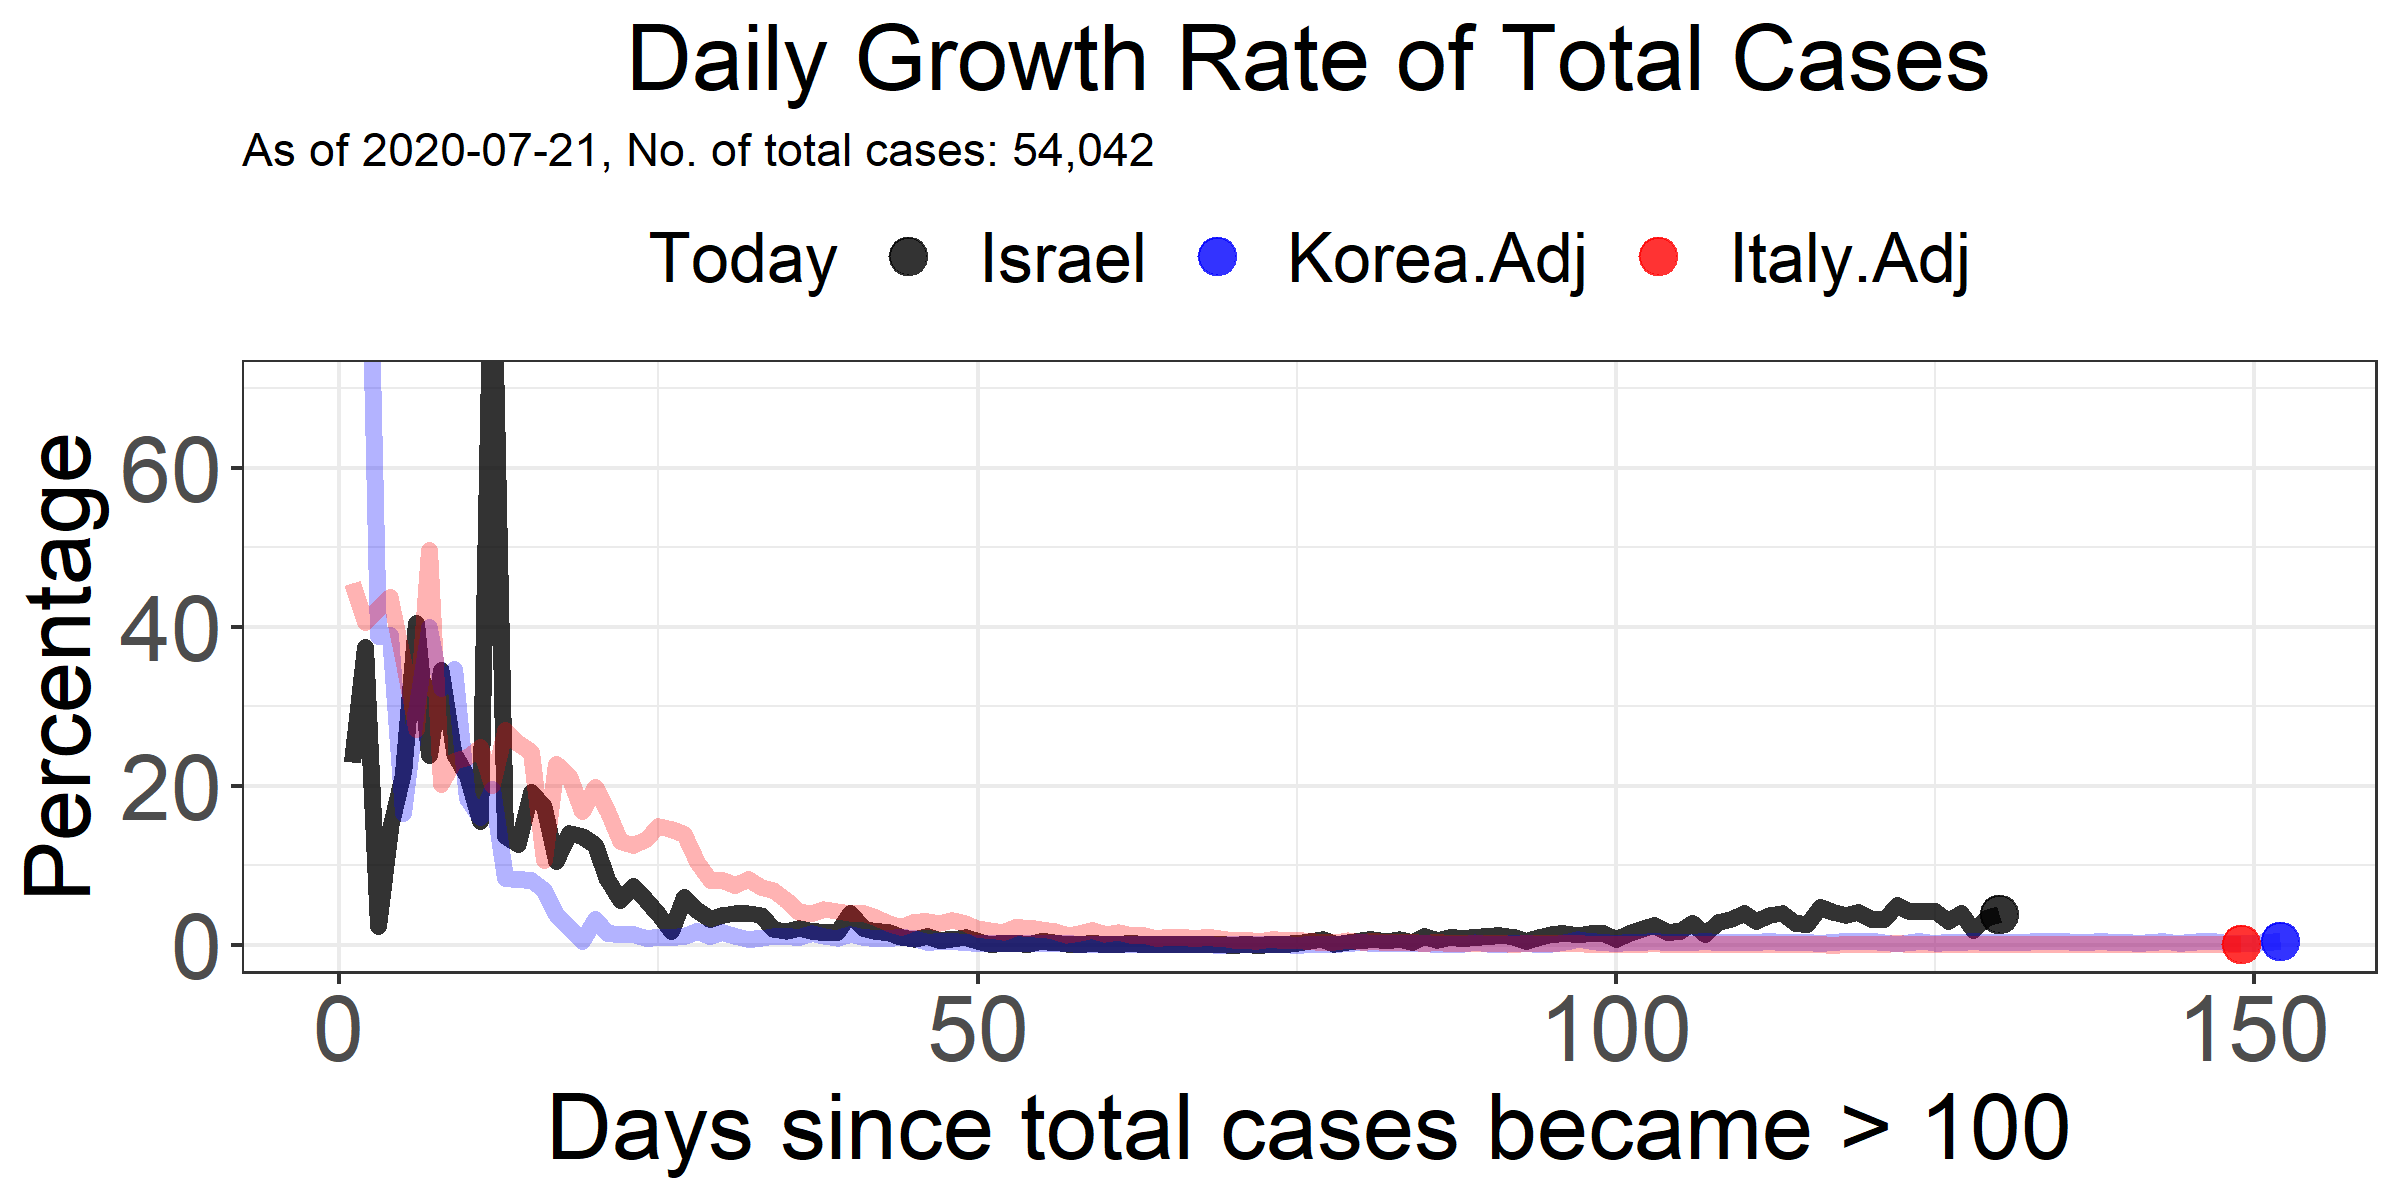 Daily Growth Rate of Total Cases
As of 2020-07-21, No. of total cases: 54,042
Today Israel Korea.Adj Italy.Adj
Percentage
60
40
20
0
0 50 100 150
Days since total cases became > 100